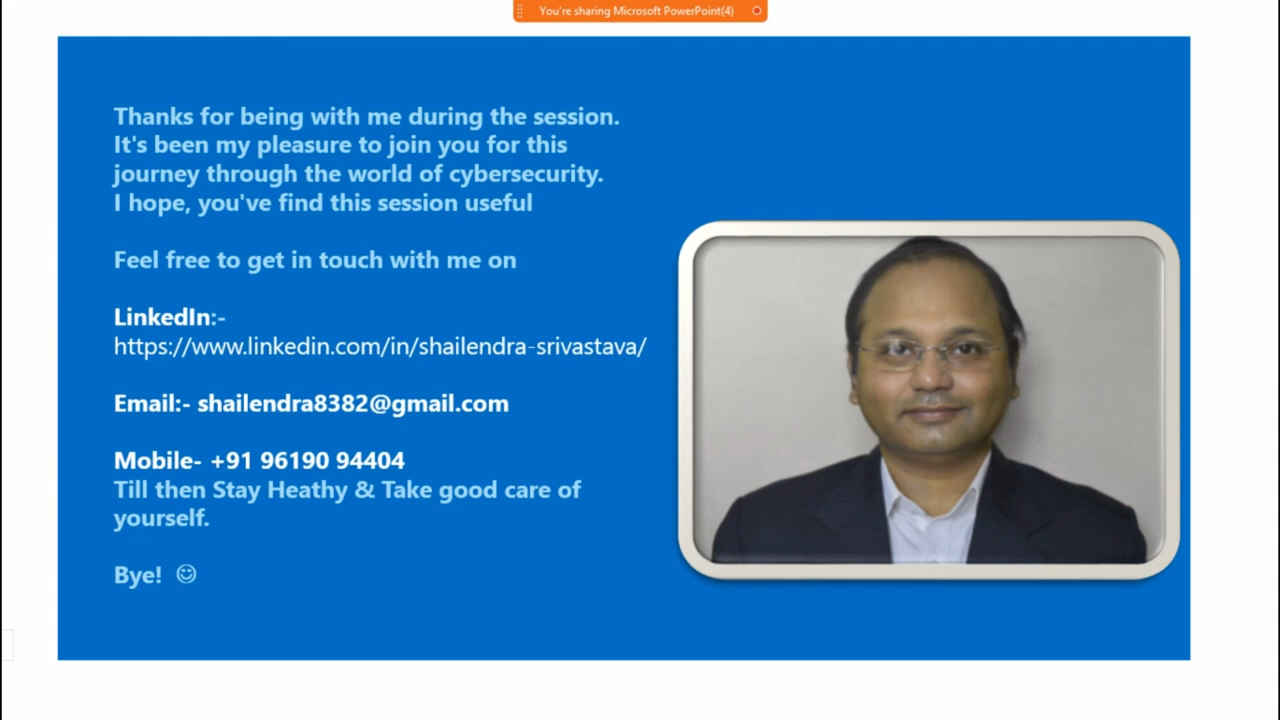 You're sharing Microsoft PowerPoint(4)
Thanks for being with me during the session.
It's been my pleasure to join you for this
journey through the world of cybersecurity.
I hope, you've find this session useful
Feel free to get in touch with me on
LinkedIn:-
https://www.linkedin.com/in/shailendra-srivastava/
Email:- shailendra8382@gmail.com
Mobile- +91 96190 94404
Till then Stay Heathy & Take good care of
yourself.
Bye! ☺